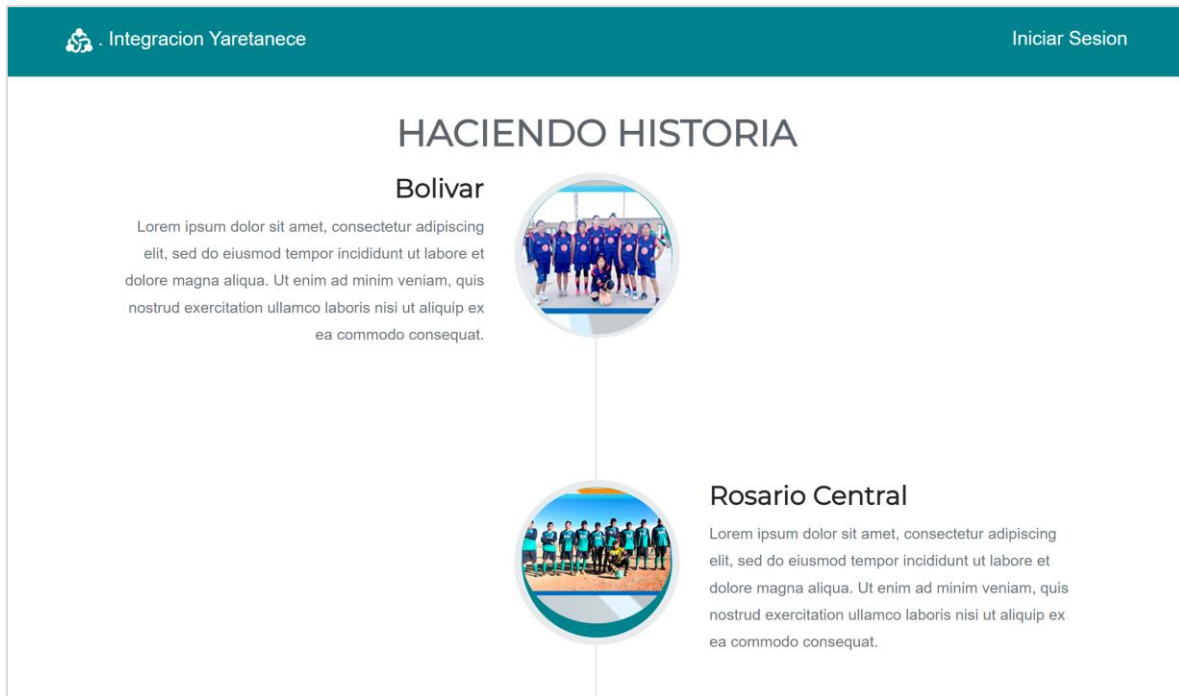 . Integracion Yaretanece
Iniciar Sesion
HACIENDO HISTORIA
Bolivar
Lorem ipsum dolor sit amet, consectetur adipiscing
elit, sed do eiusmod tempor incididunt ut labore et
dolore magna aliqua. Ut enim ad minim veniam, quis
nostrud exercitation ullamco laboris nisi ut aliquip ex
ea commodo consequat.
Rosario Central
Lorem ipsum dolor sit amet, consectetur adipiscing
elit, sed do eiusmod tempor incididunt ut labore et
dolore magna aliqua. Ut enim ad minim veniam, quis
nostrud exercitation ullamco laboris nisi ut aliquip ex
ea commodo consequat.